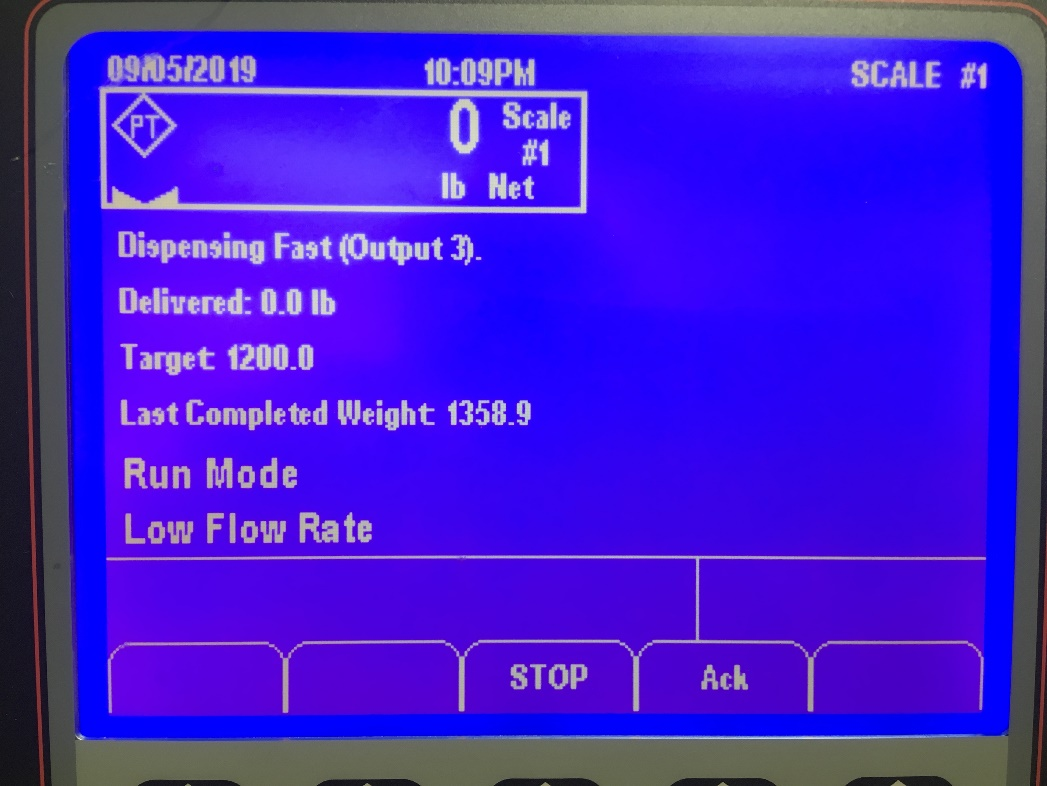 09/05/2019 10:09PM SCALE #1
PT 0 Scale
#1
lb Net
Dispensing Fast (Output 3).
Delivered: 0.0 lb
Target: 1200.0
Last Completed Weight: 1358.9
Run Mode
Low Flow Rate
STOP Ack